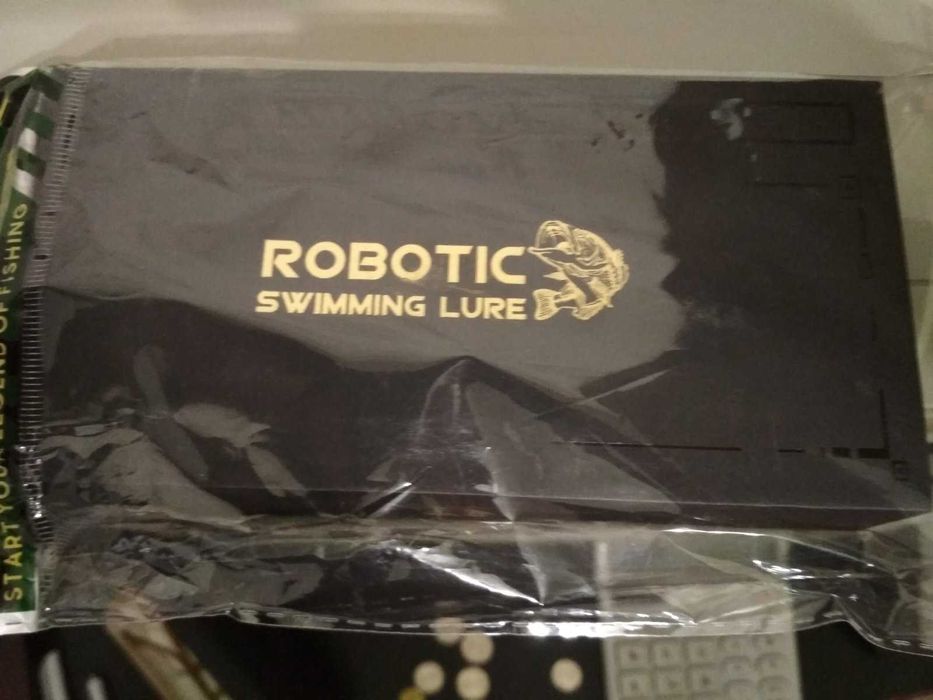 ROBOTIC
SWIMMING LURE
START YOUR LEGEND OF FISHING